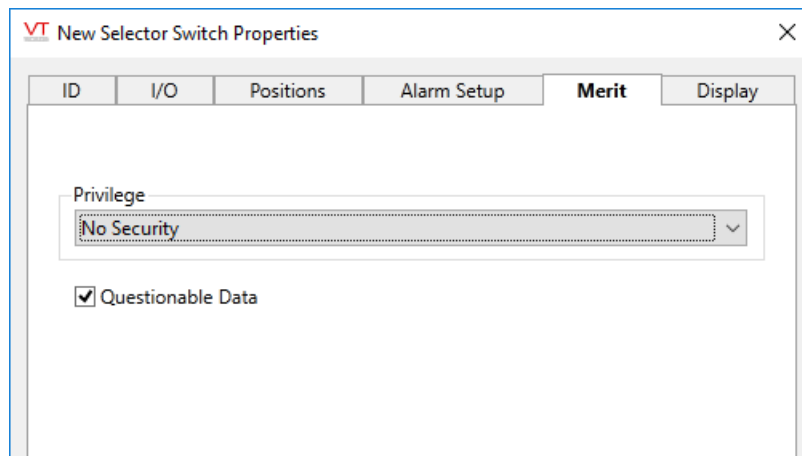 VT New Selector Switch Properties
ID I/O Positions Alarm Setup Merit Display
Privilege
No Security
Questionable Data